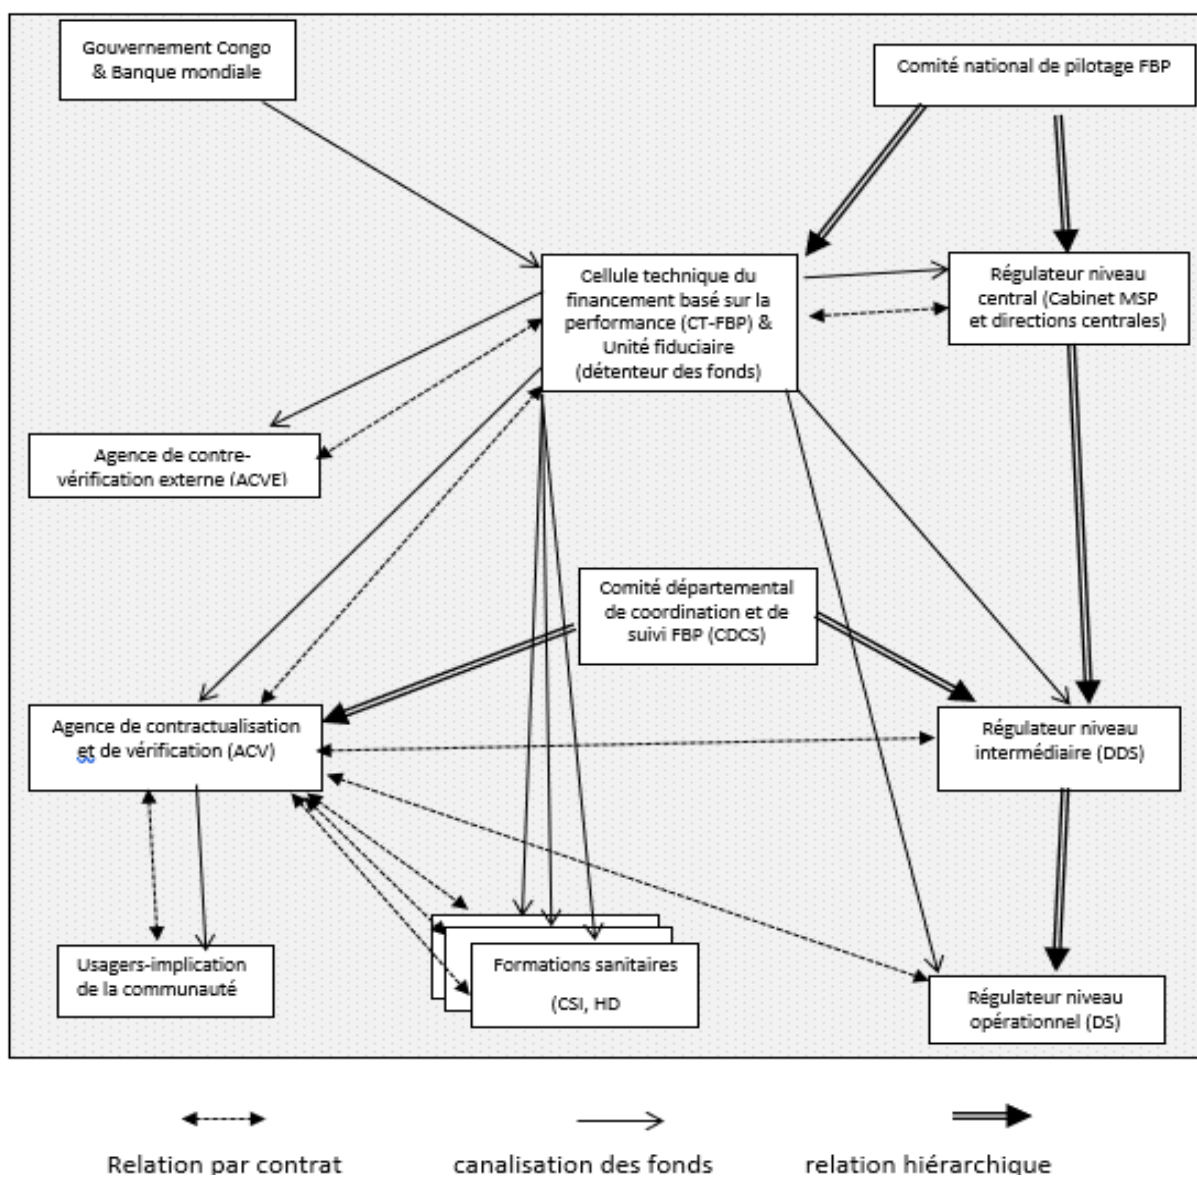 Gouvernement Congo
& Banque mondiale
Comité national de pilotage FBP
Cellule technique du
financement basé sur la
performance (CT-FBP) &
Unité fiduciaire
(détenteur des fonds)
Régulateur niveau
central (Cabinet MSP
et directions centrales)
Agence de contre-
vérification externe (ACVE)
Comité départemental
de coordination et de
suivi FBP (CDCS)
Agence de contractualisation
et de vérification (ACV)
Régulateur niveau
intermédiaire (DDS)
Usagers-implication
de la communauté
Formations sanitaires
(CSI, HD
Régulateur niveau
opérationnel (DS)
Relation par contrat
canalisation des fonds
relation hiérarchique